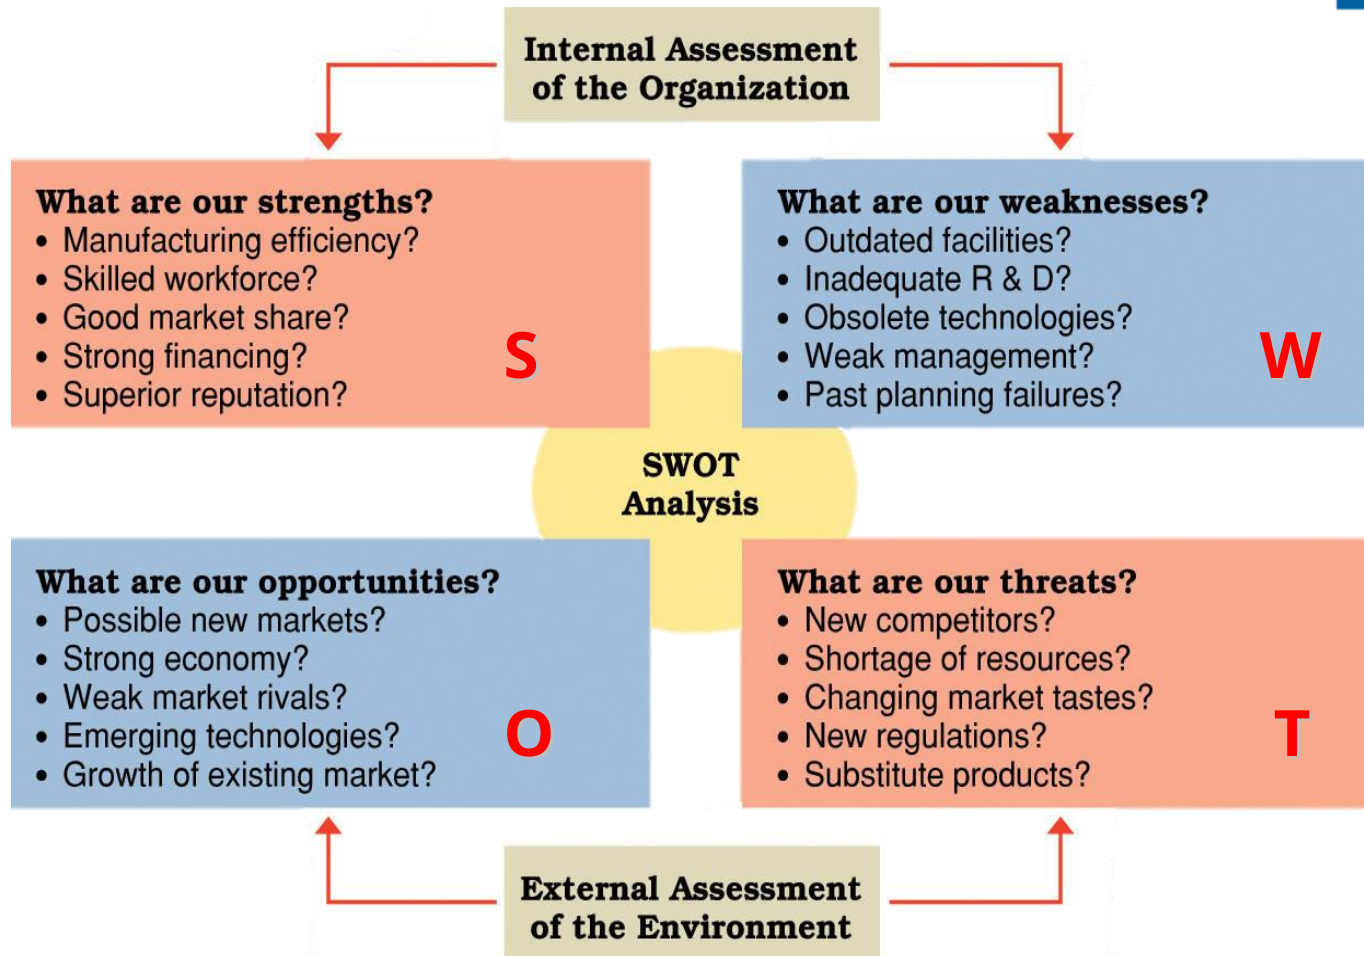 Internal Assessment
of the Organization
What are our strengths?
• Manufacturing efficiency?
• Skilled workforce?
• Good market share?
• Strong financing?
• Superior reputation?
S
What are our weaknesses?
• Outdated facilities?
• Inadequate R & D?
• Obsolete technologies?
• Weak management?
• Past planning failures?
W
SWOT
Analysis
What are our opportunities?
• Possible new markets?
• Strong economy?
• Weak market rivals?
• Emerging technologies?
• Growth of existing market?
O
What are our threats?
• New competitors?
• Shortage of resources?
• Changing market tastes?
• New regulations?
• Substitute products?
T
External Assessment
of the Environment